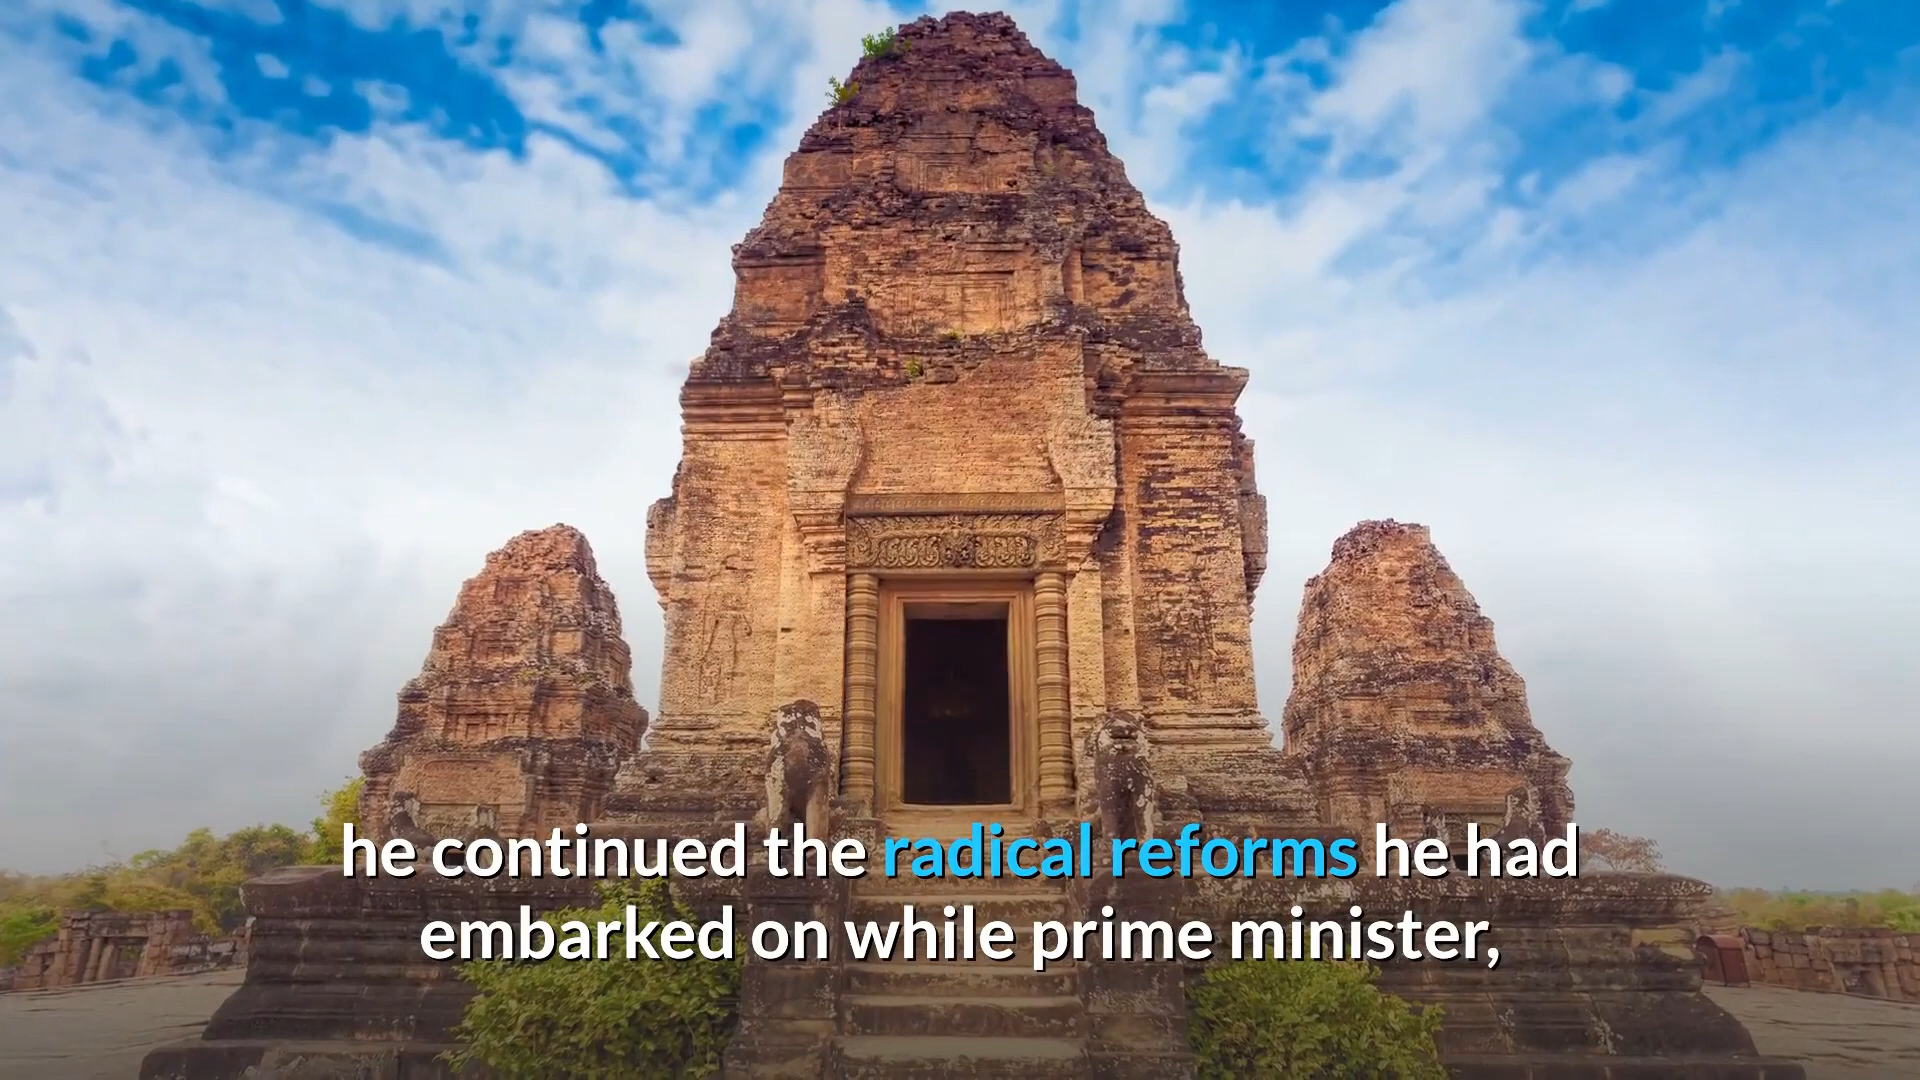 he continued the radical reforms he had
embarked on while prime minister,